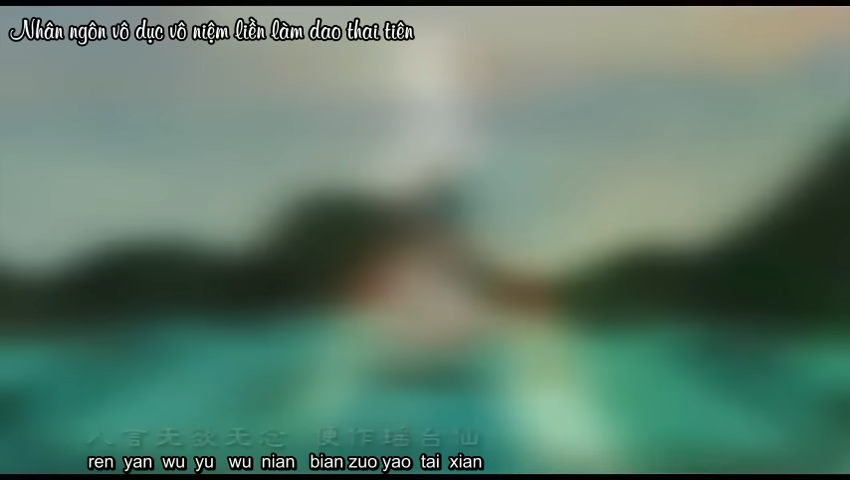 Nhân ngôn vô dục vô niệm liền làm dao thai tiên
人言无欲无念 便作瑶台仙
ren yan wu yu wu nian bian zuo yao tai xian